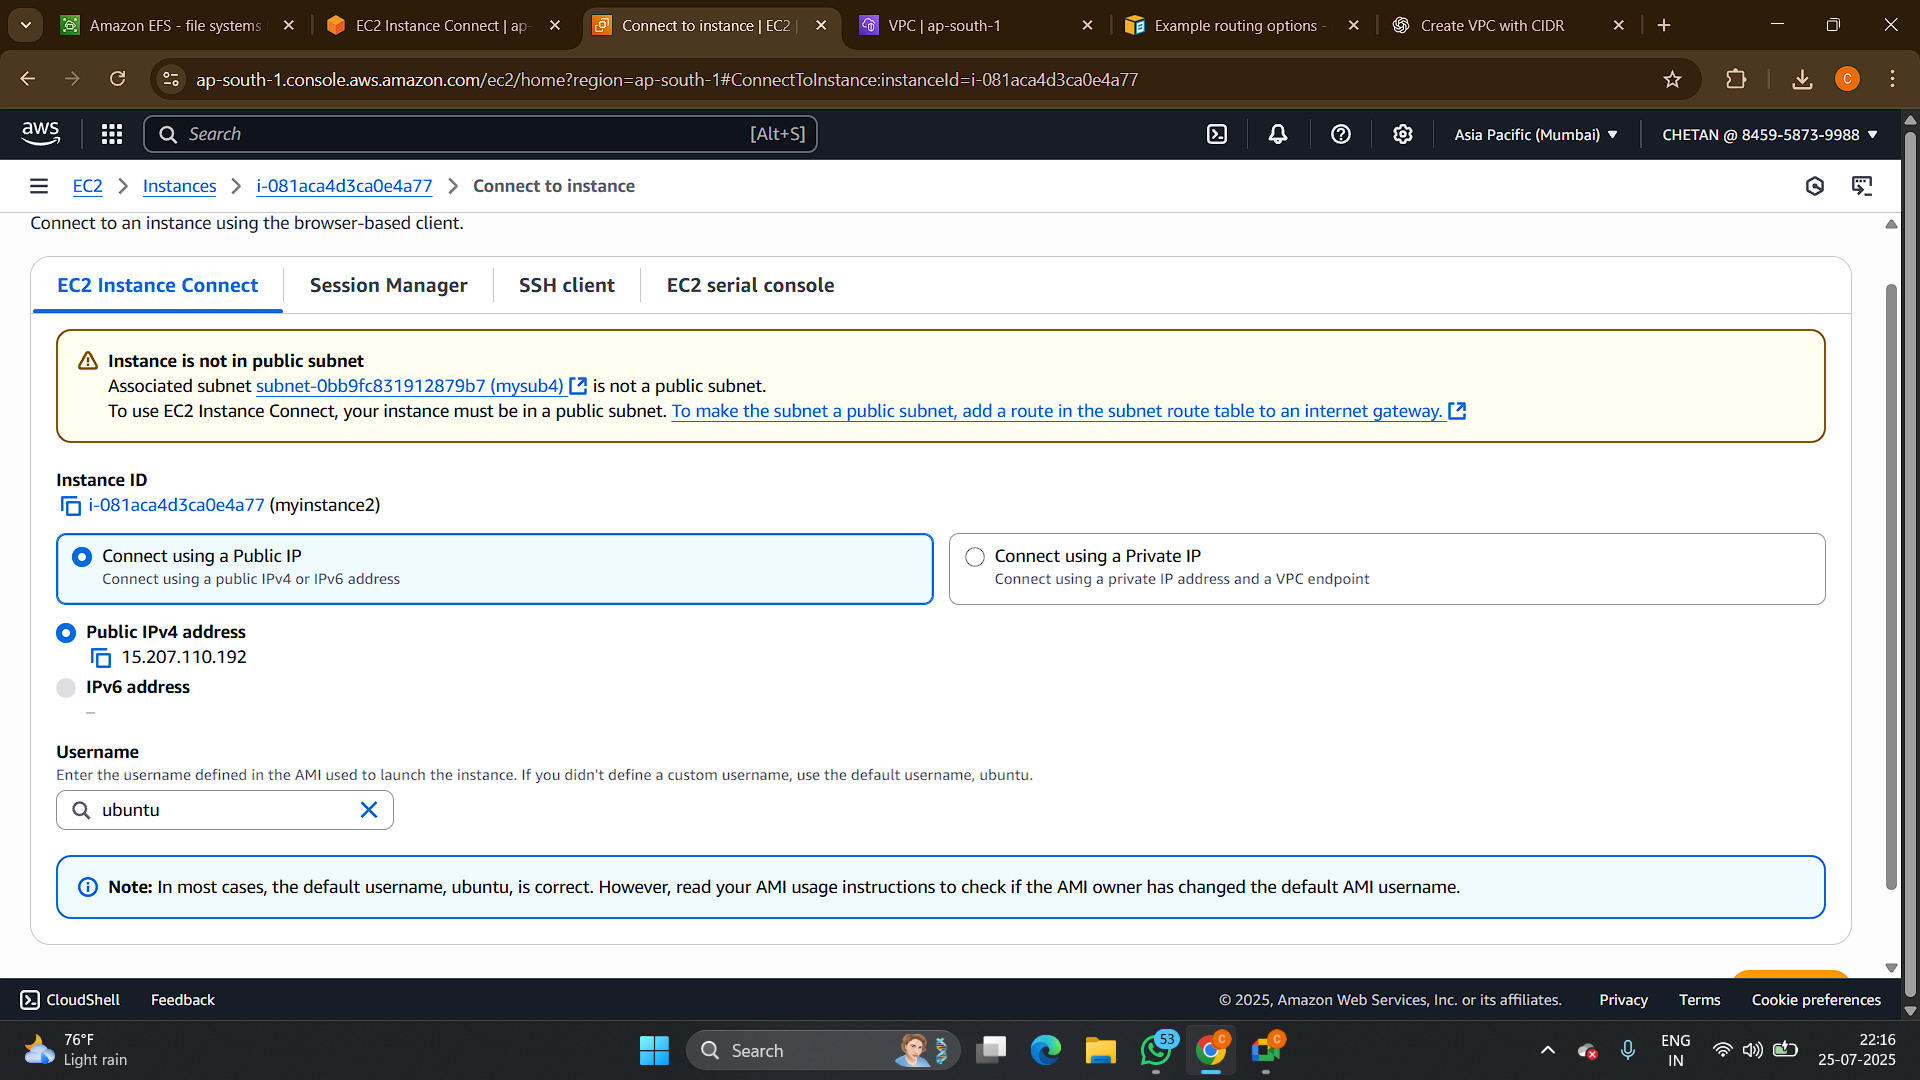 Amazon EFS - file systems
EC2 Instance Connect | ap-
Connect to instance | EC2 |
VPC | ap-south-1
Example routing options -
Create VPC with CIDR
ap-south-1.console.aws.amazon.com/ec2/home?region=ap-south-1#ConnectToInstance:instanceId=i-081aca4d3ca0e4a77
C
aws
Search
[Alt+S]
Asia Pacific (Mumbai)
CHETAN @ 8459-5873-9988
EC2
Instances
i-081aca4d3ca0e4a77
Connect to instance
Connect to an instance using the browser-based client.
EC2 Instance Connect
Session Manager
SSH client
EC2 serial console
Instance is not in public subnet
Associated subnet subnet-0bb9fc831912879b7 (mysub4) is not a public subnet.
To use EC2 Instance Connect, your instance must be in a public subnet. To make the subnet a public subnet, add a route in the subnet route table to an internet gateway.
Instance ID
i-081aca4d3ca0e4a77 (myinstance2)
Connect using a Public IP
Connect using a public IPv4 or IPv6 address
Connect using a Private IP
Connect using a private IP address and a VPC endpoint
Public IPv4 address
15.207.110.192
IPv6 address
–
Username
Enter the username defined in the AMI used to launch the instance. If you didn't define a custom username, use the default username, ubuntu.
ubuntu
Note: In most cases, the default username, ubuntu, is correct. However, read your AMI usage instructions to check if the AMI owner has changed the default AMI username.
CloudShell
Feedback
© 2025, Amazon Web Services, Inc. or its affiliates.
Privacy
Terms
Cookie preferences
76°F
Light rain
Search
53
C
C
ENG
IN
22:16
25-07-2025